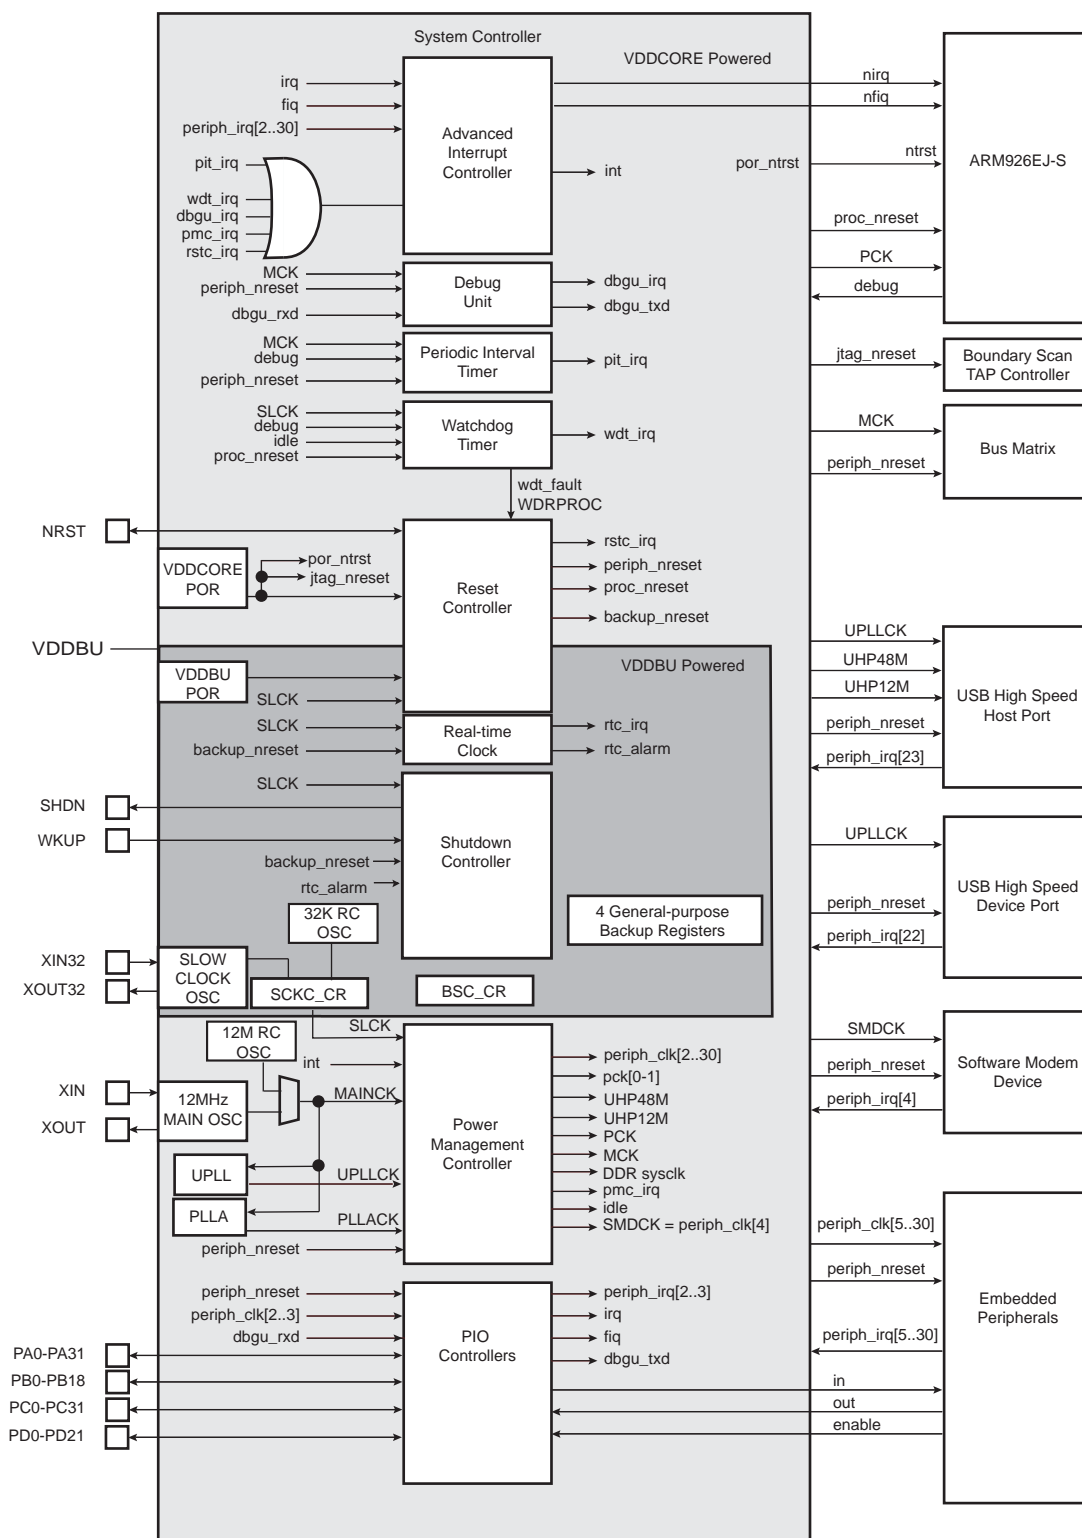 System Controller
VDDCORE Powered
irq
fiq
periph_irq[2..30]
pit_irq
wdt_irq
dbgu_irq
pmc_irq
rstc_irq
Advanced
Interrupt
Controller
int
nirq
nfiq
por_ntrst
ntrst
proc_nreset
PCK
debug
ARM926EJ-S
MCK
periph_nreset
dbgu_rxd
Debug
Unit
dbgu_irq
dbgu_txd
MCK
debug
periph_nreset
Periodic Interval
Timer
pit_irq
jtag_nreset
Boundary Scan
TAP Controller
SLCK
debug
idle
proc_nreset
Watchdog
Timer
wdt_irq
MCK
periph_nreset
Bus Matrix
wdt_fault
WDRPROC
NRST
VDDCORE
POR
por_ntrst
jtag_nreset
Reset
Controller
rstc_irq
periph_nreset
proc_nreset
backup_nreset
VDDBU
VDDBU Powered
VDDBU
POR
SLCK
UPLLCK
UHP48M
UHP12M
periph_nreset
periph_irq[23]
USB High Speed
Host Port
SLCK
backup_nreset
Real-time
Clock
rtc_irq
rtc_alarm
SLCK
SHDN
WKUP
backup_nreset
rtc_alarm
Shutdown
Controller
UPLLCK
periph_nreset
periph_irq[22]
USB High Speed
Device Port
4 General-purpose
Backup Registers
32K RC
OSC
XIN32
XOUT32
SLOW
CLOCK
OSC
SCKC_CR
BSC_CR
SLCK
12M RC
OSC
int
XIN
XOUT
12MHz
MAIN OSC
MAINCK
UPLL
UPLLCK
PLLA
PLLACK
periph_nreset
Power
Management
Controller
periph_clk[2..30]
pck[0-1]
UHP48M
UHP12M
PCK
MCK
DDR sysclk
pmc_irq
idle
SMDCK = periph_clk[4]
SMDCK
periph_nreset
periph_irq[4]
Software Modem
Device
periph_nreset
periph_clk[2..3]
dbgu_rxd
PA0-PA31
PB0-PB18
PC0-PC31
PD0-PD21
PIO
Controllers
periph_irq[2..3]
irq
fiq
dbgu_txd
periph_clk[5..30]
periph_nreset
periph_irq[5..30]
in
out
enable
Embedded
Peripherals